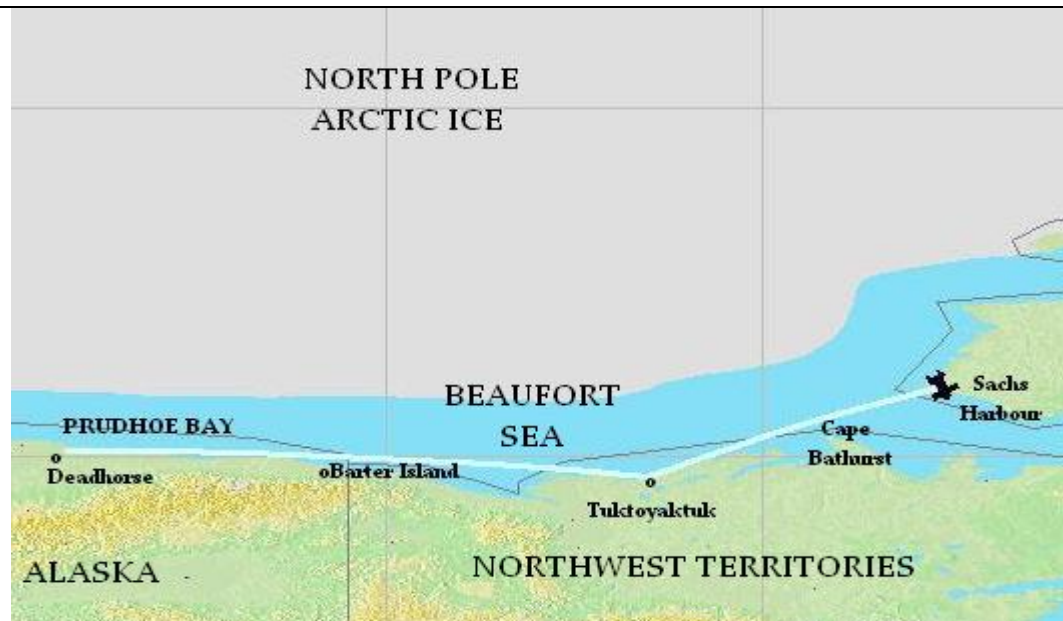 NORTH POLE
ARCTIC ICE
BEAUFORT
SEA
Sachs
Harbour
PRUDHOE BAY
Cape
Bathurst
Deadhorse
oBarter Island
Tuktoyaktuk
ALASKA
NORTHWEST TERRITORIES